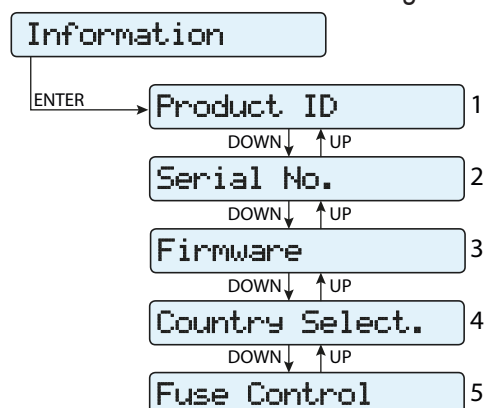 Information
ENTER
Product ID 1
DOWN UP
Serial No. 2
DOWN UP
Firmware 3
DOWN UP
Country Select. 4
DOWN UP
Fuse Control 5